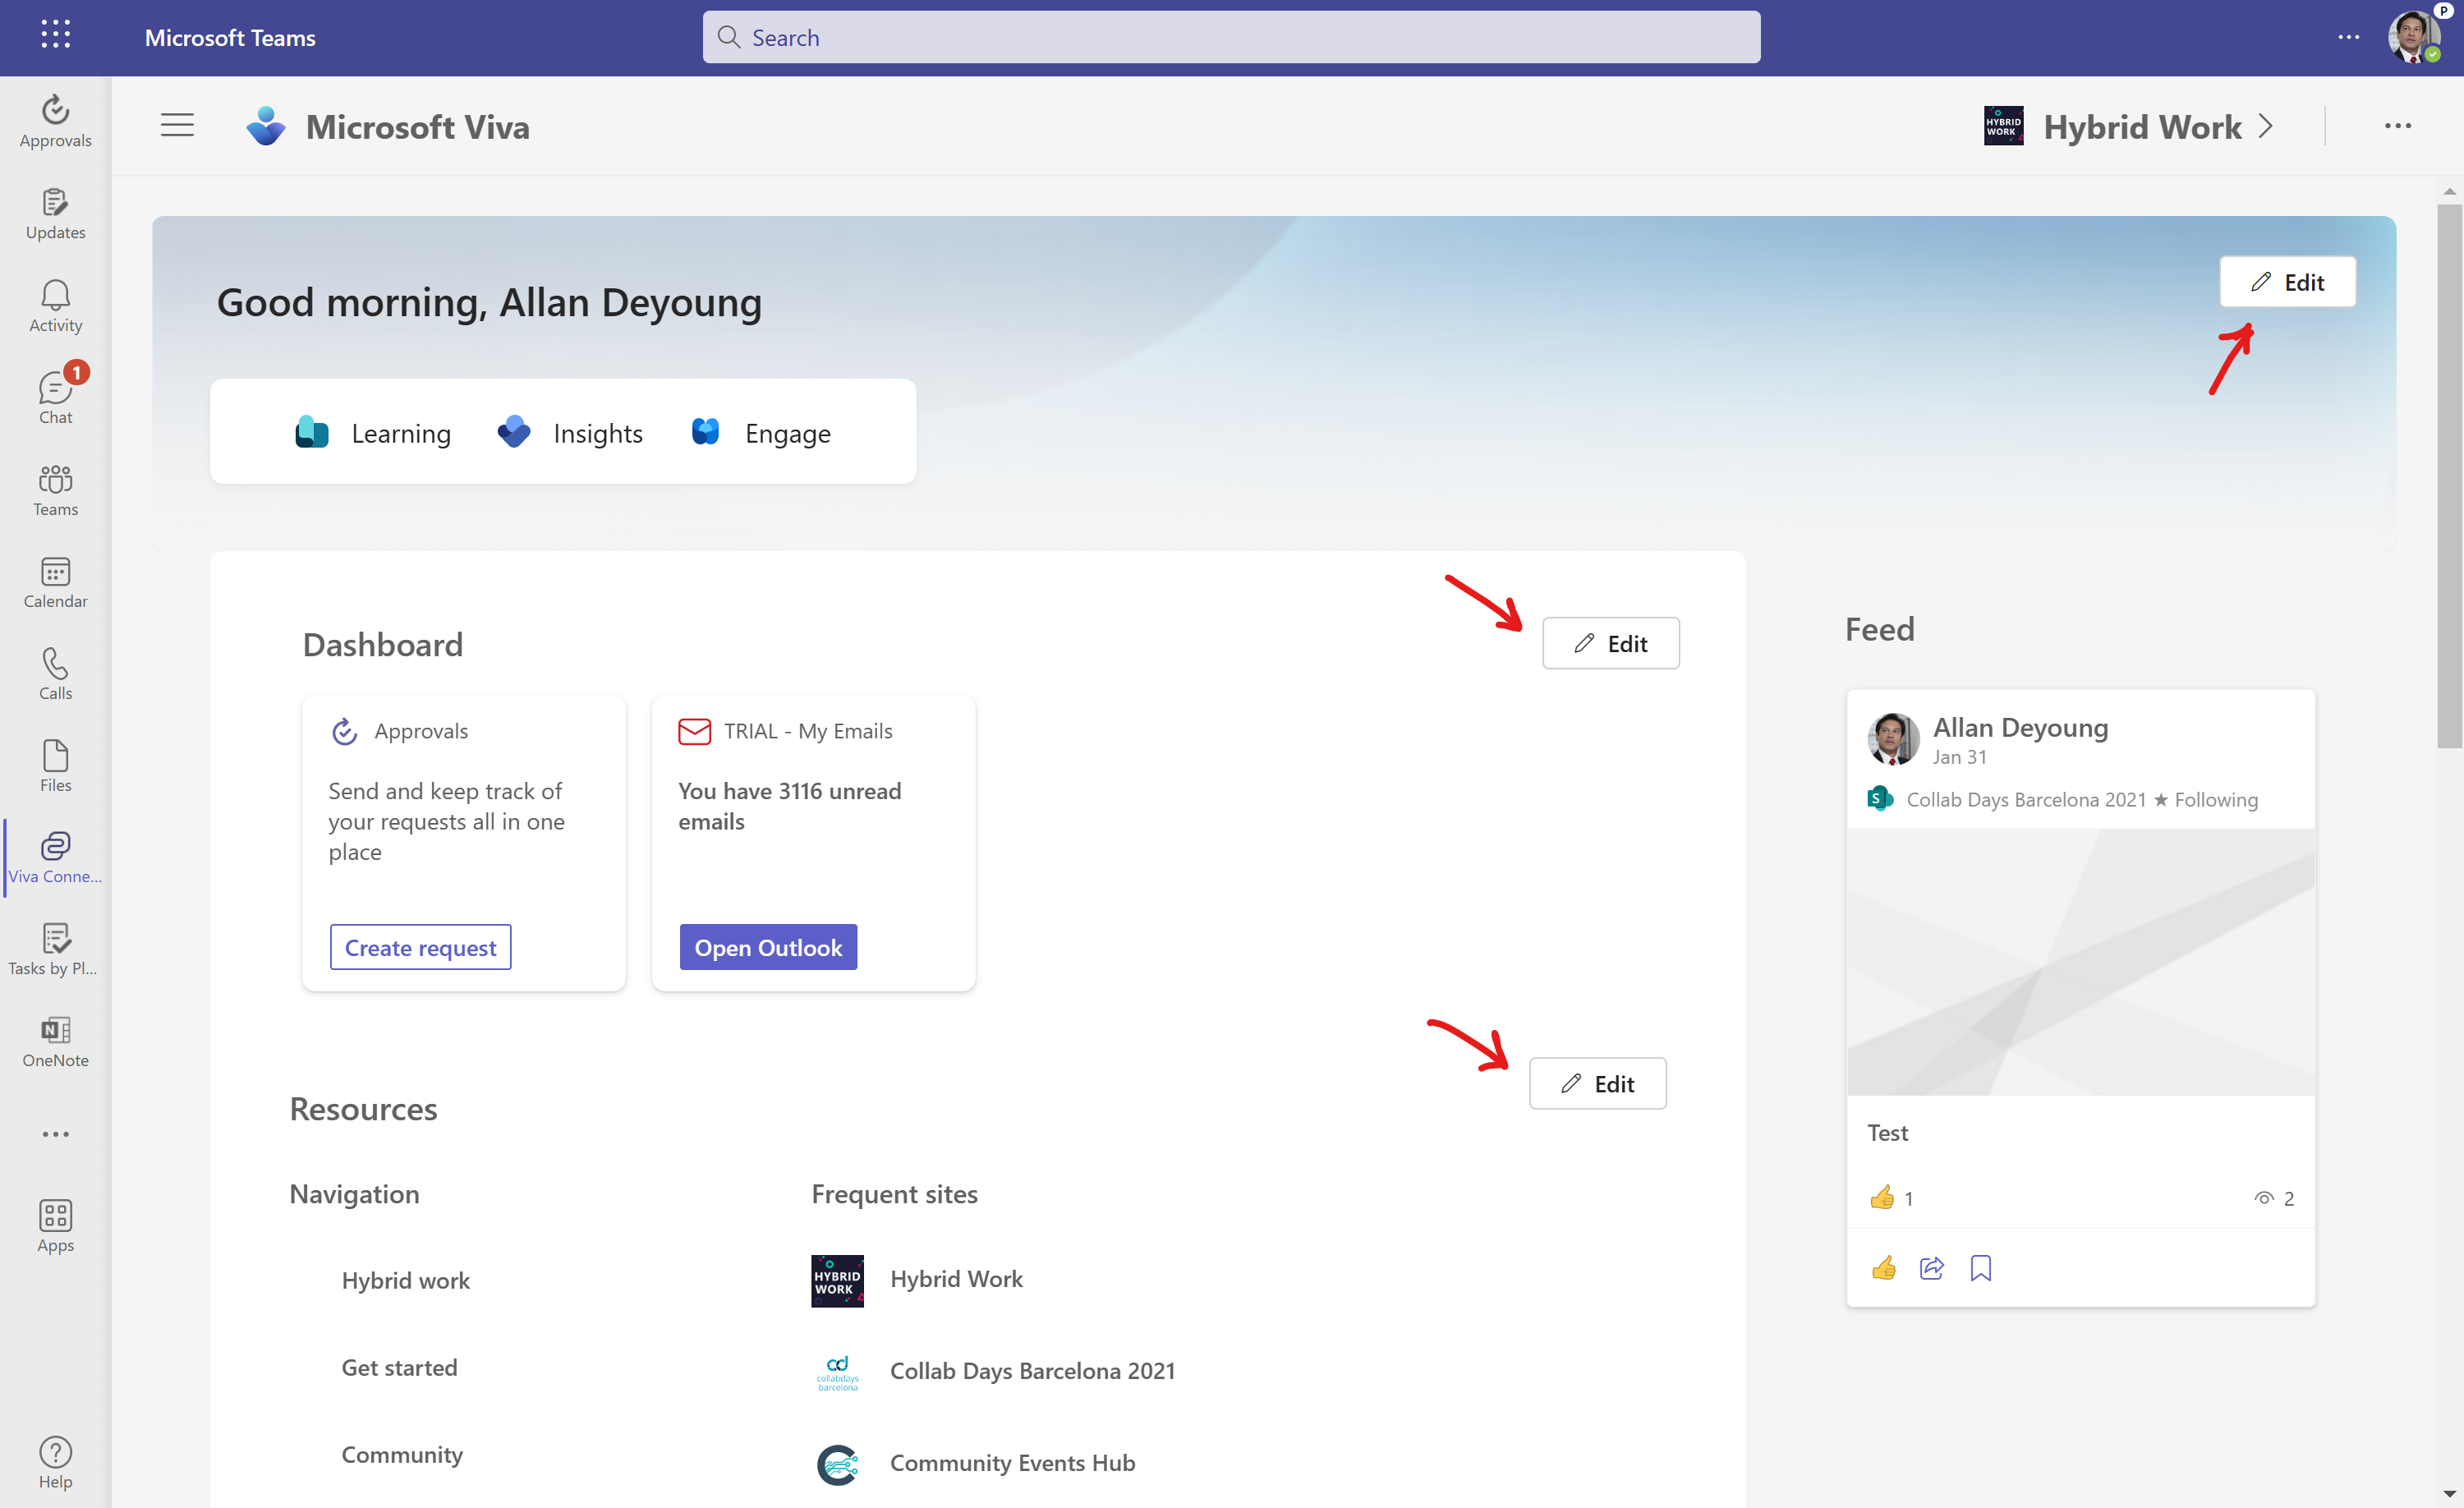 Microsoft Teams
Search
P
Approvals
Updates
Activity
1
Chat
Teams
Calendar
Calls
Files
Viva Conne...
Tasks by Pl...
OneNote
Apps
Help
Microsoft Viva
HYBRID
WORK
Hybrid Work
Good morning, Allan Deyoung
Edit
Learning
Insights
Engage
Dashboard
Edit
Approvals
Send and keep track of
your requests all in one
place
Create request
TRIAL - My Emails
You have 3116 unread
emails
Open Outlook
Resources
Edit
Navigation
Hybrid work
Get started
Community
Frequent sites
HYBRID
WORK
Hybrid Work
cd
collabdays
barcelona
Collab Days Barcelona 2021
Community Events Hub
Feed
Allan Deyoung
Jan 31
S
Collab Days Barcelona 2021 ★ Following
Test
1
2